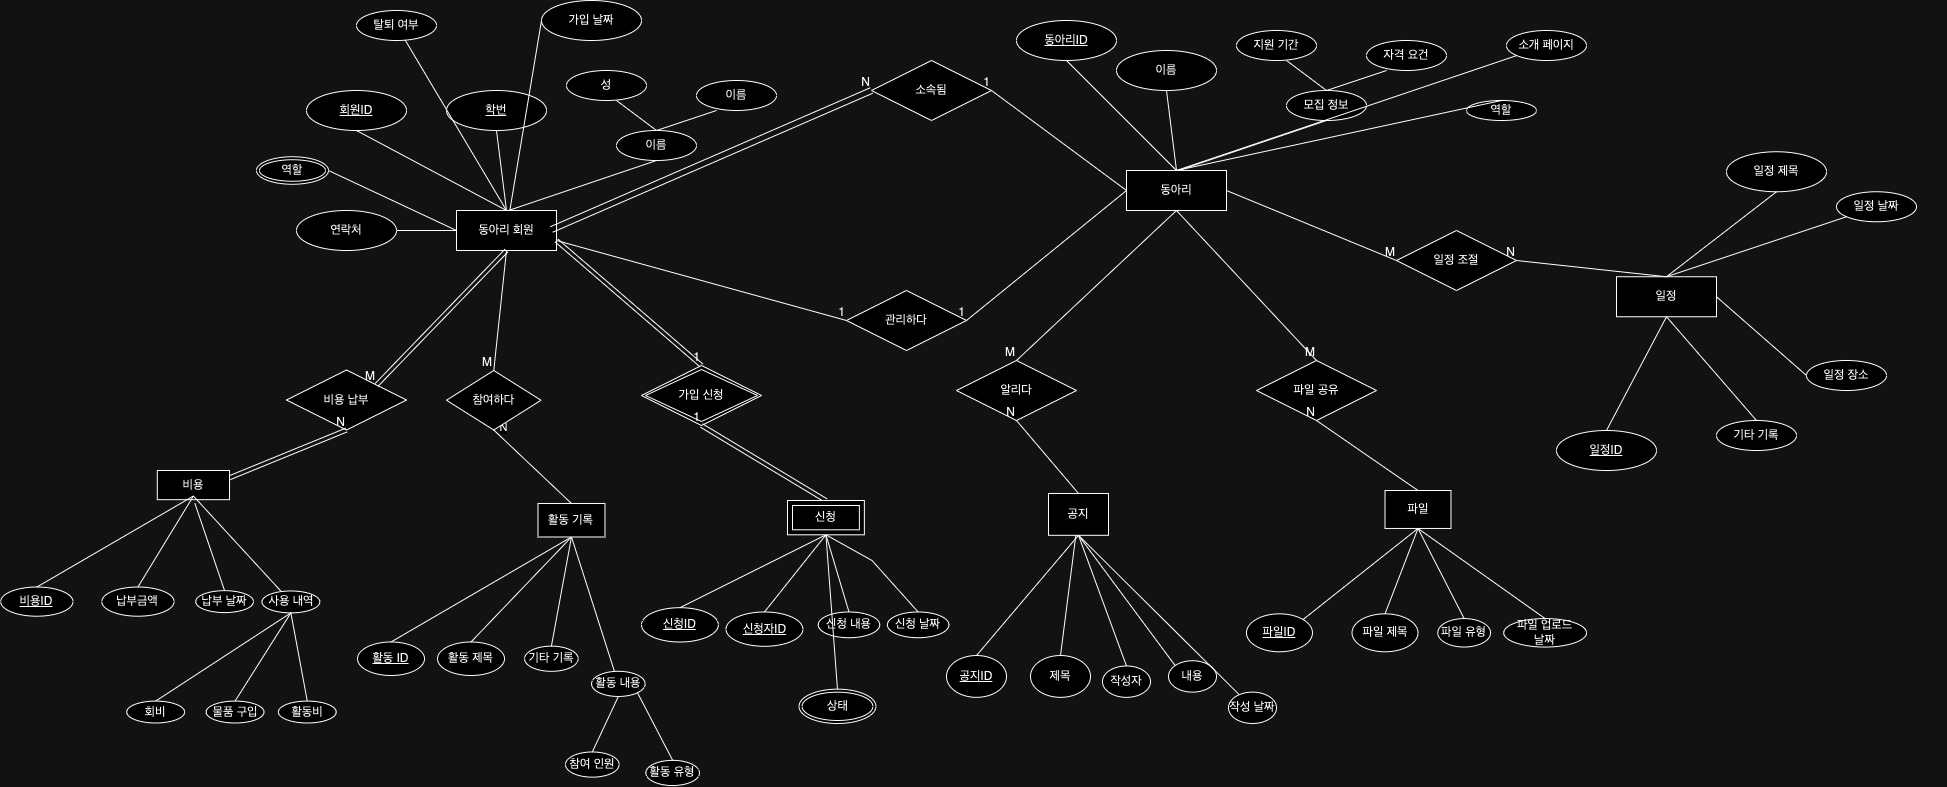 탈퇴 여부
가입 날짜
회원ID
학번
성
이름
이름
역할
연락처
동아리 회원
N
소속됨
1
동아리ID
이름
지원 기간
자격 요건
소개 페이지
모집 정보
역할
동아리
일정 제목
일정 날짜
M
일정 조절
N
일정
일정 장소
일정ID
기타 기록
1
관리하다
1
M
비용 납부
N
M
참여하다
N
1
가입 신청
1
M
알리다
N
M
파일 공유
N
비용
활동 기록
신청
공지
파일
비용ID
납부금액
납부 날짜
사용 내역
회비
물품 구입
활동비
활동 ID
활동 제목
기타 기록
활동 내용
참여 인원
활동 유형
신청ID
신청자ID
신청 내용
신청 날짜
상태
공지ID
제목
작성자
내용
작성 날짜
파일ID
파일 제목
파일 유형
파일 업로드
날짜